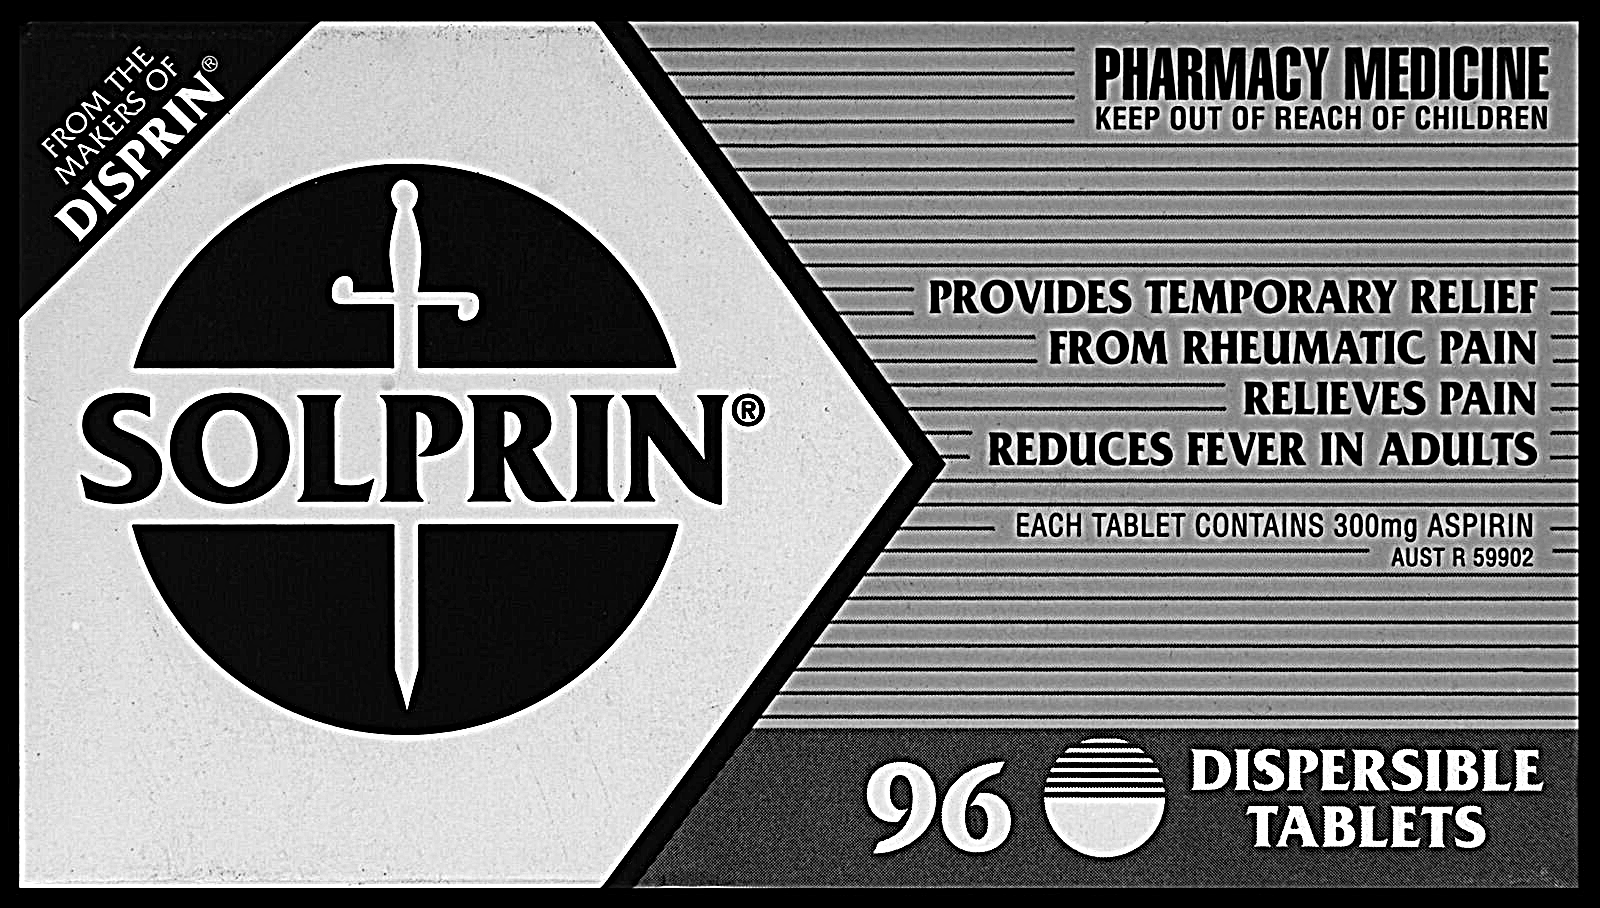 FROM THE
MAKERS OF
DISPRIN®
SOLPRIN®
PHARMACY MEDICINE
KEEP OUT OF REACH OF CHILDREN
PROVIDES TEMPORARY RELIEF
FROM RHEUMATIC PAIN
RELIEVES PAIN
REDUCES FEVER IN ADULTS
EACH TABLET CONTAINS 300mg ASPIRIN
AUST R 59902
96 DISPERSIBLE
TABLETS